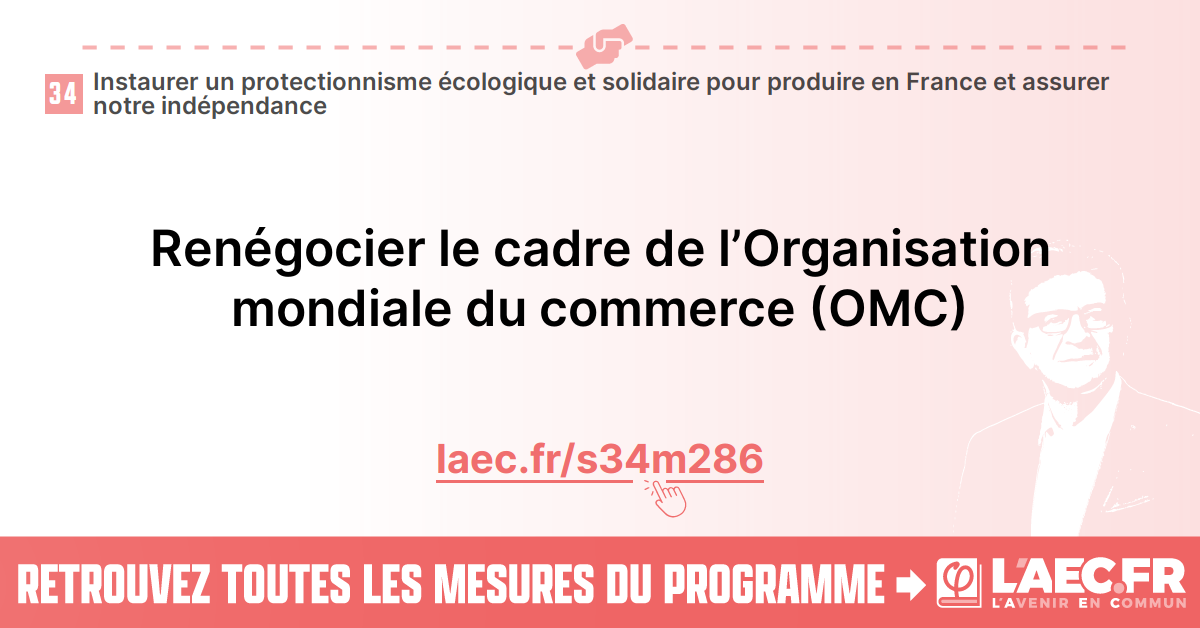 34
Instaurer un protectionnisme écologique et solidaire pour produire en France et assurer
notre indépendance
Renégocier le cadre de l’Organisation
mondiale du commerce (OMC)
laec.fr/s34m286
RETROUVEZ TOUTES LES MESURES DU PROGRAMME
φ
L’AEC.FR
L’AVENIR EN COMMUN